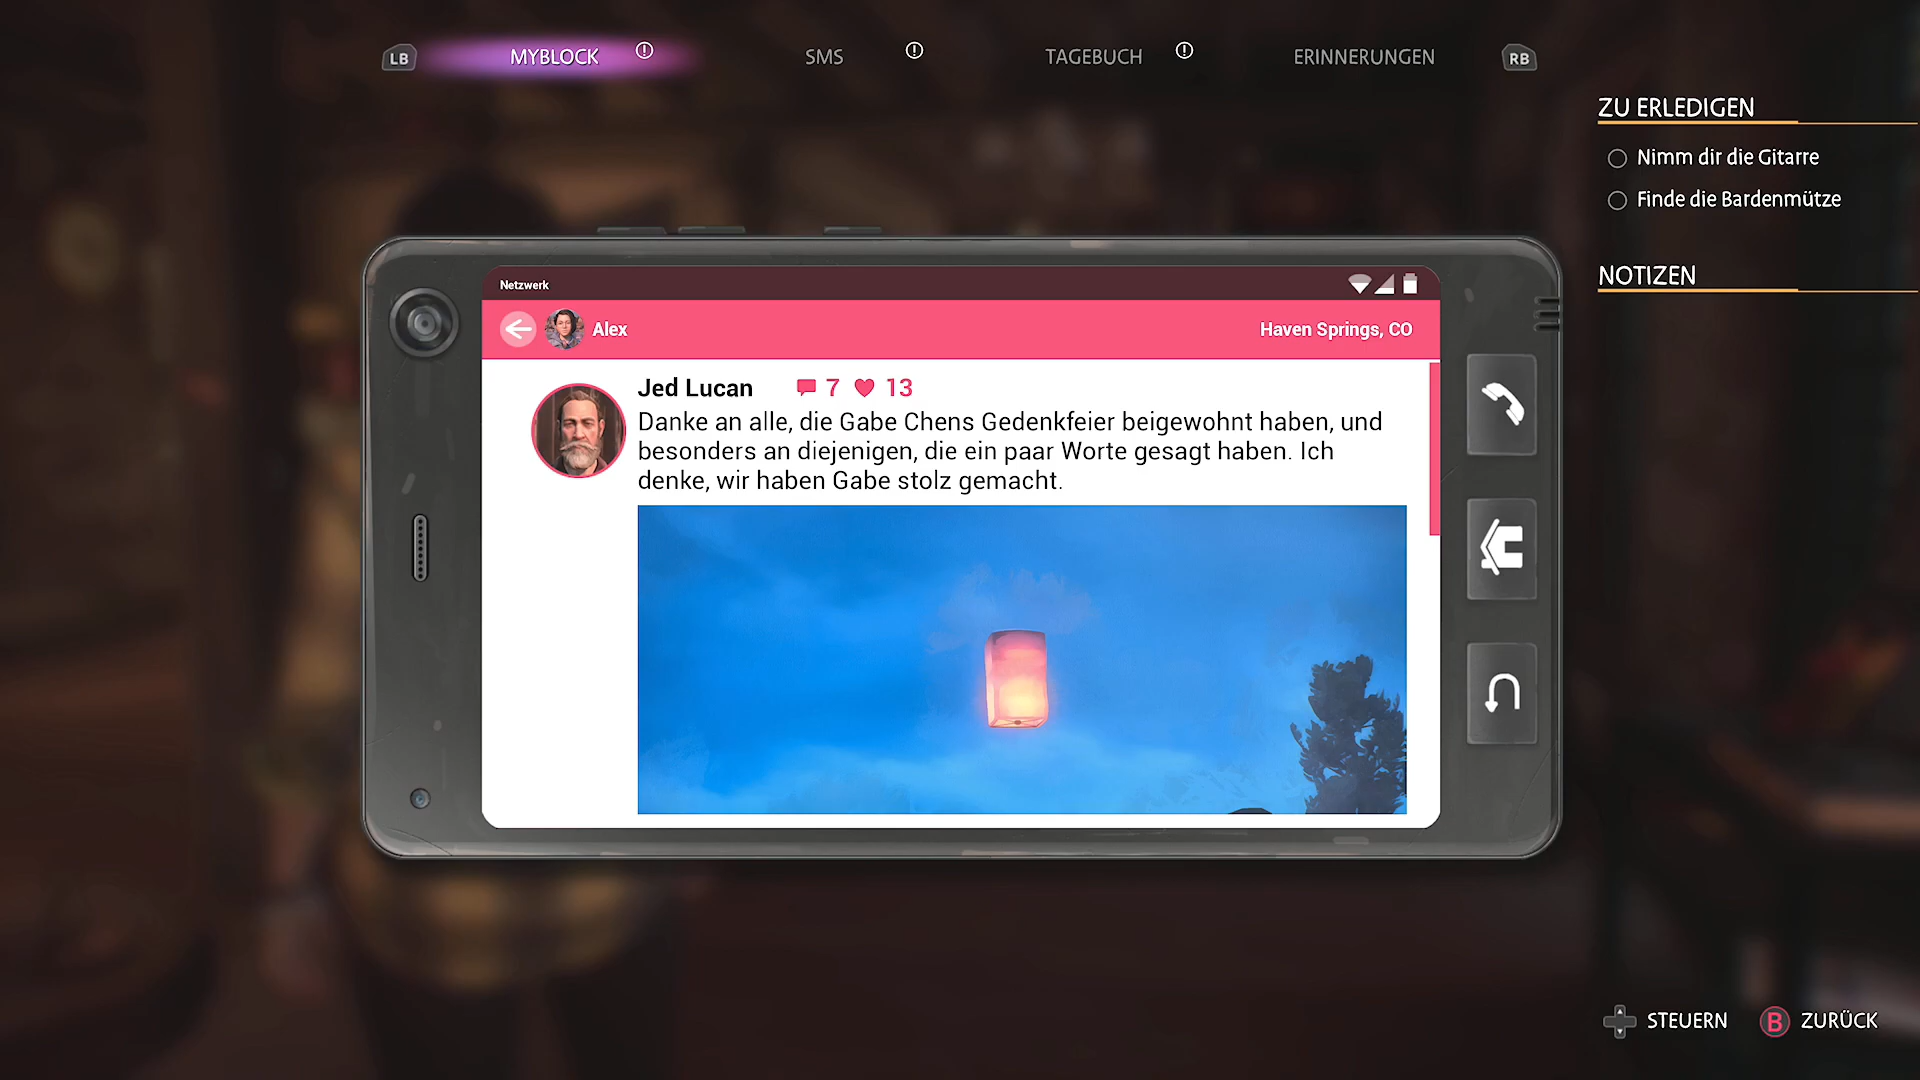 LB
MYBLOCK
SMS
TAGEBUCH
ERINNERUNGEN
RB
ZU ERLEDIGEN
Nimm dir die Gitarre
Finde die Bardenmütze
NOTIZEN
Netzwerk
Alex
Haven Springs, CO
Jed Lucan 7 13
Danke an alle, die Gabe Chens Gedenkfeier beigewohnt haben, und
besonders an diejenigen, die ein paar Worte gesagt haben. Ich
denke, wir haben Gabe stolz gemacht.
STEUERN
B ZURÜCK